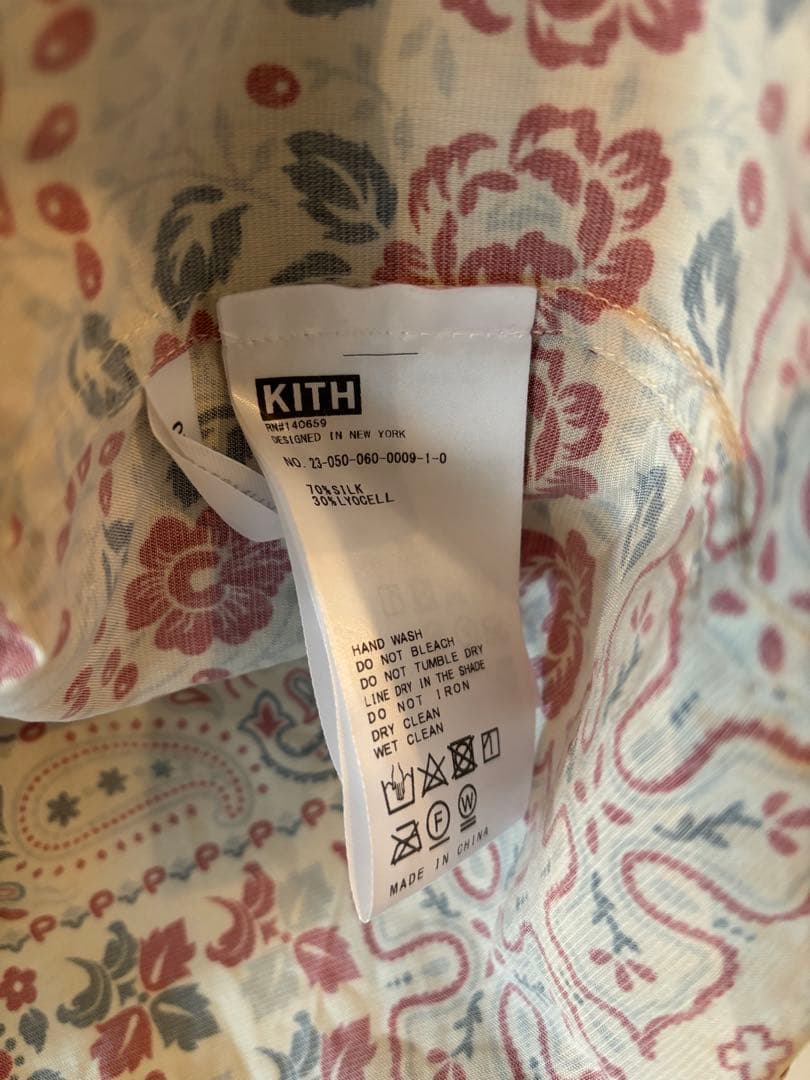 KITH
RN#140659
DESIGNED IN NEW YORK
NO. 23-050-060-0009-1-0
70%SILK
30%LYOCELL
HAND WASH
DO NOT BLEACH
DO NOT TUMBLE DRY
LINE DRY IN THE SHADE
DO NOT IRON
DRY CLEAN
WET CLEAN
F W
MADE IN CHINA